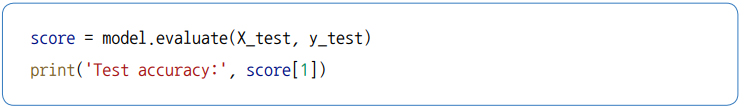 score = model.evaluate(X_test, y_test)
print('Test accuracy:', score[1])